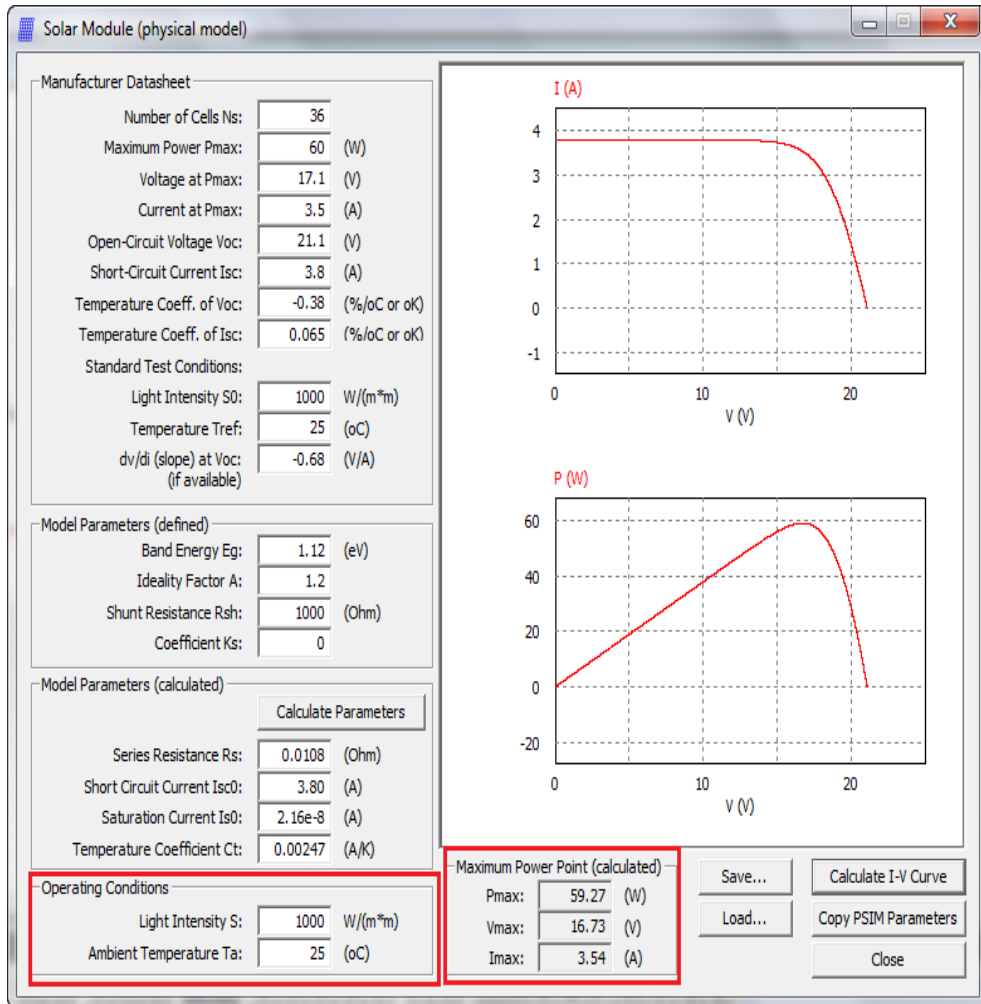 Solar Module (physical model)
Manufacturer Datasheet
Number of Cells Ns: 36
Maximum Power Pmax: 60 (W)
Voltage at Pmax: 17.1 (V)
Current at Pmax: 3.5 (A)
Open-Circuit Voltage Voc: 21.1 (V)
Short-Circuit Current Isc: 3.8 (A)
Temperature Coeff. of Voc: -0.38 (%/oC or oK)
Temperature Coeff. of Isc: 0.065 (%/oC or oK)
Standard Test Conditions:
Light Intensity S0: 1000 W/(m*m)
Temperature Tref: 25 (oC)
dv/di (slope) at Voc: -0.68 (V/A)
(if available)
Model Parameters (defined)
Band Energy Eg: 1.12 (eV)
Ideality Factor A: 1.2
Shunt Resistance Rsh: 1000 (Ohm)
Coefficient Ks: 0
Model Parameters (calculated)
Calculate Parameters
Series Resistance Rs: 0.0108 (Ohm)
Short Circuit Current Isc0: 3.80 (A)
Saturation Current Is0: 2.16e-8 (A)
Temperature Coefficient Ct: 0.00247 (A/K)
Operating Conditions
Light Intensity S: 1000 W/(m*m)
Ambient Temperature Ta: 25 (oC)
I (A)
4
3
2
1
0
-1
0 10 20
V (V)
P (W)
60
40
20
0
-20
0 10 20
V (V)
Maximum Power Point (calculated)
Pmax: 59.27 (W)
Vmax: 16.73 (V)
Imax: 3.54 (A)
Save... Calculate I-V Curve
Load... Copy PSIM Parameters
Close